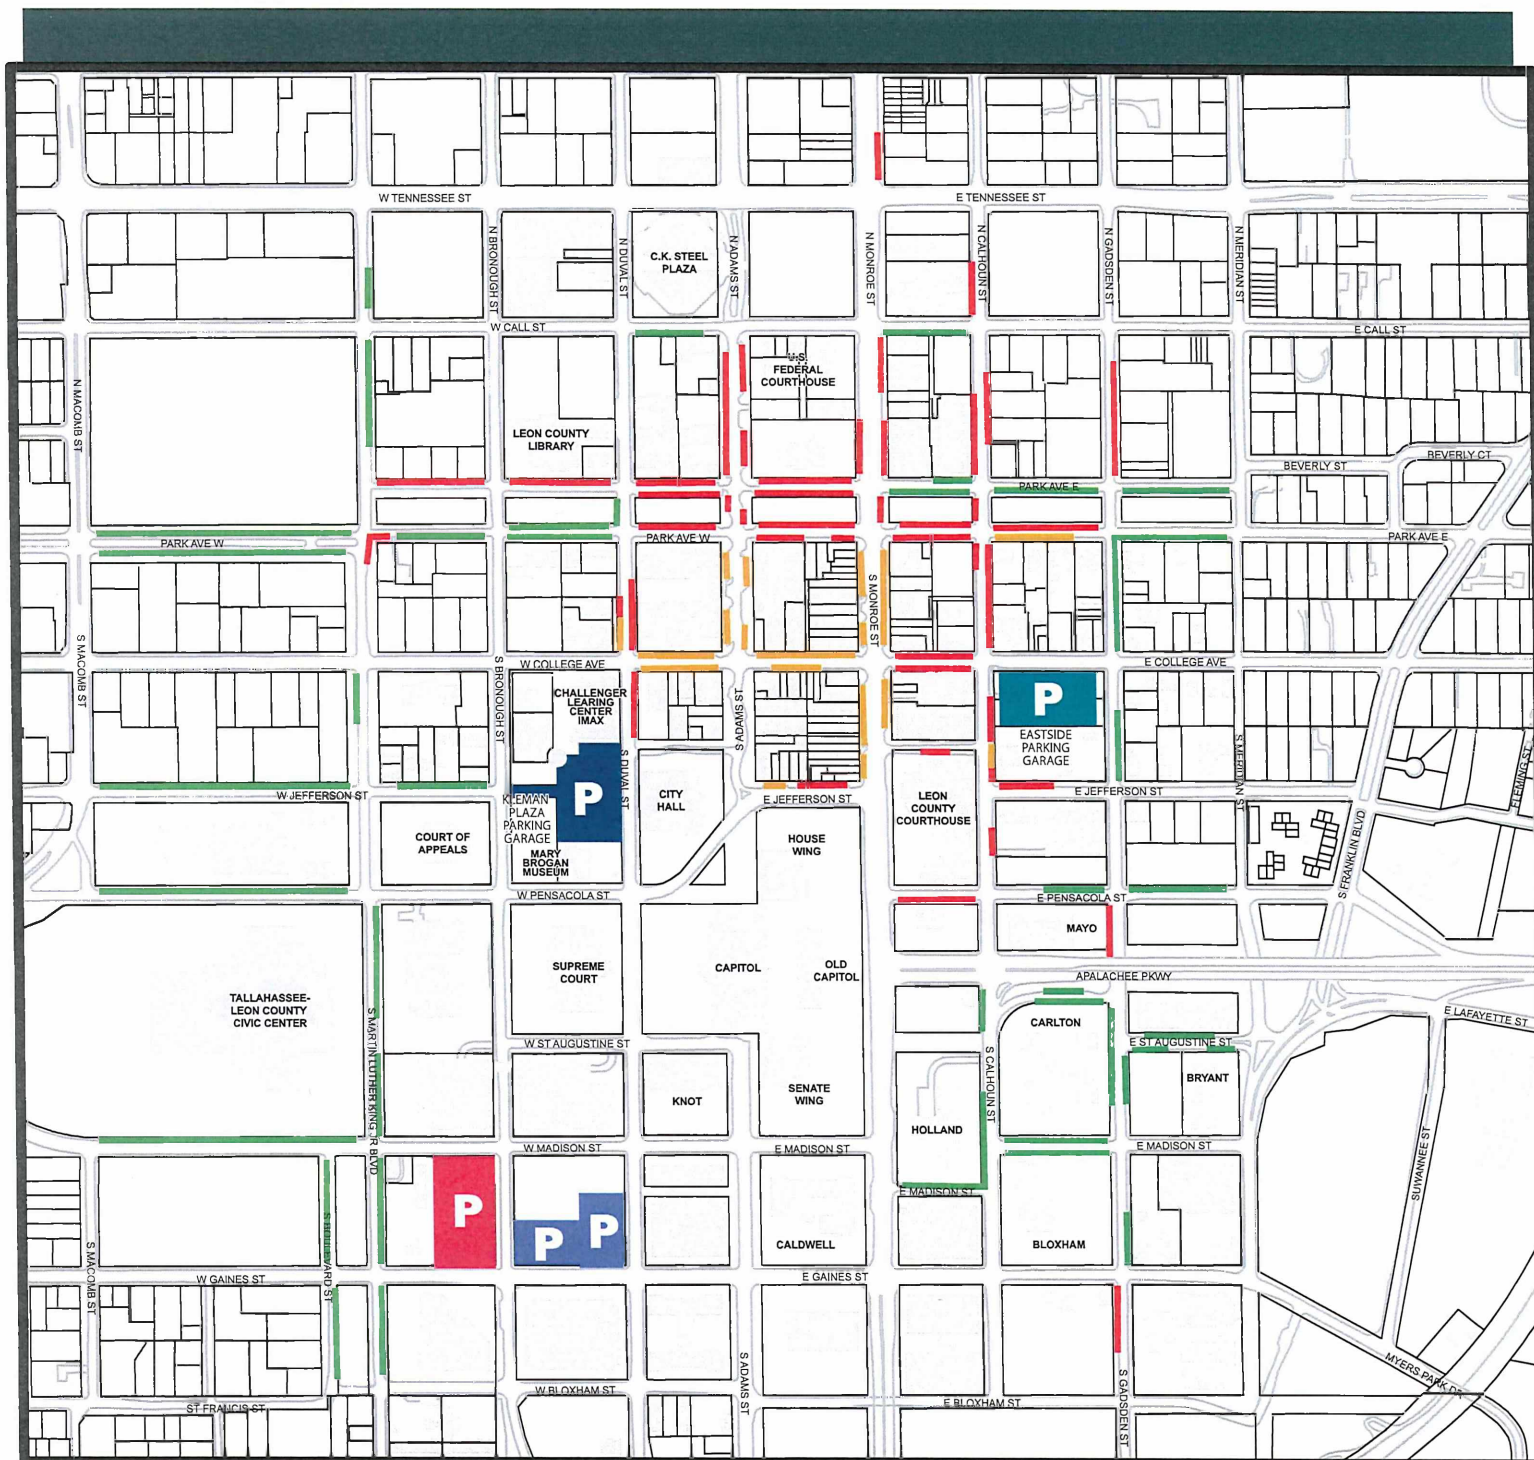 W TENNESSEE ST
E TENNESSEE ST
N BRONOUGH ST
N DUVAL ST
C.K. STEEL
PLAZA
N ADAMS ST
N MONROE ST
N CALHOUN ST
N GADSDEN ST
N MERIDIAN ST
W CALL ST
E CALL ST
N MACOMB ST
U.S.
FEDERAL
COURTHOUSE
LEON COUNTY
LIBRARY
BEVERLY ST
BEVERLY CT
PARK AVE E
PARK AVE W
PARK AVE W
PARK AVE E
S MONROE ST
S MACOMB ST
S BRONOUGH ST
W COLLEGE AVE
E COLLEGE AVE
CHALLENGER
LEARING
CENTER
IMAX
S DUVAL ST
S ADAMS ST
P
EASTSIDE
PARKING
GARAGE
S MERIDIAN ST
FLEMING ST
W JEFFERSON ST
KLEMAN
PLAZA
PARKING
GARAGE
P
CITY
HALL
E JEFFERSON ST
LEON
COUNTY
COURTHOUSE
E JEFFERSON ST
COURT OF
APPEALS
MARY
BROGAN
MUSEUM
HOUSE
WING
S FRANKLIN BLVD
W PENSACOLA ST
E PENSACOLA ST
MAYO
SUPREME
COURT
CAPITOL
OLD
CAPITOL
APALACHEE PKWY
TALLAHASSEE-
LEON COUNTY
CIVIC CENTER
S MARTIN LUTHER KING JR BLVD
CARLTON
E LAFAYETTE ST
W ST AUGUSTINE ST
E ST AUGUSTINE ST
S CALHOUN ST
BRYANT
KNOT
SENATE
WING
HOLLAND
W MADISON ST
E MADISON ST
E MADISON ST
E MADISON ST
SUWANNEE ST
P
P
P
S BOULEVARD ST
S MACOMB ST
CALDWELL
BLOXHAM
W GAINES ST
E GAINES ST
S ADAMS ST
S GADSDEN ST
MYERS PARK DR
W BLOXHAM ST
E BLOXHAM ST
ST FRANCIS ST